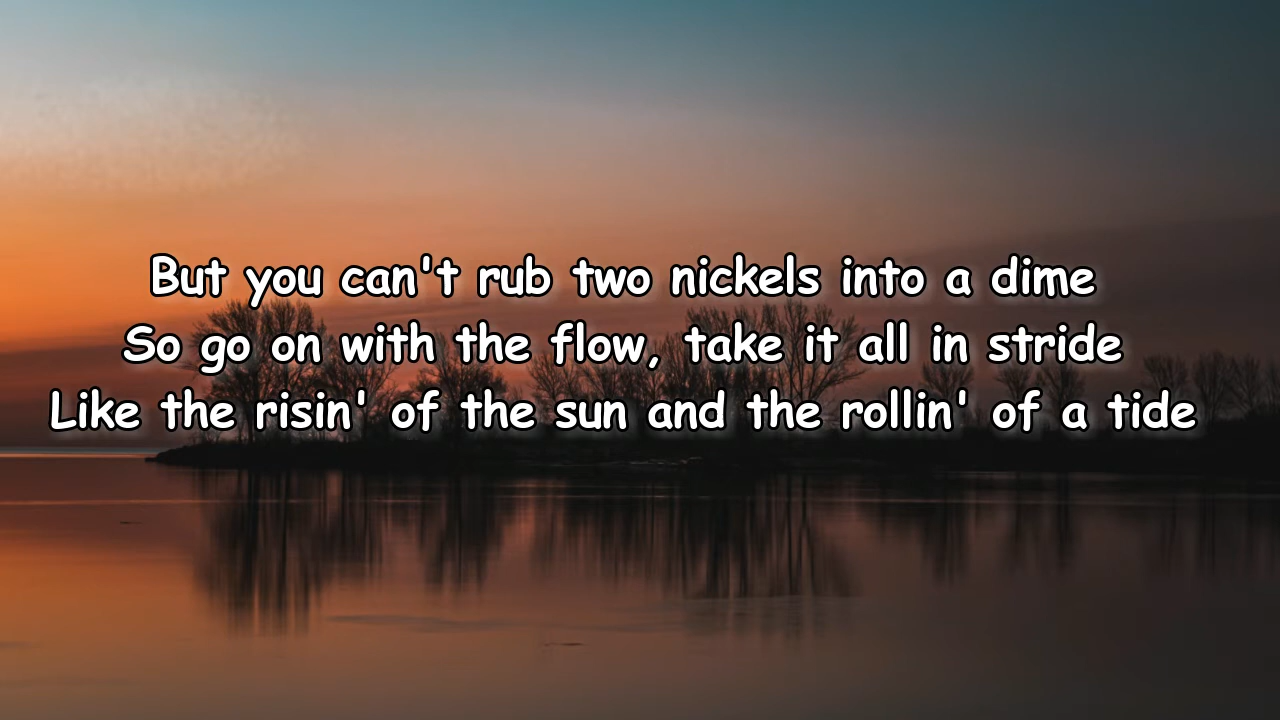 But you can't rub two nickels into a dime
So go on with the flow, take it all in stride
Like the risin' of the sun and the rollin' of a tide